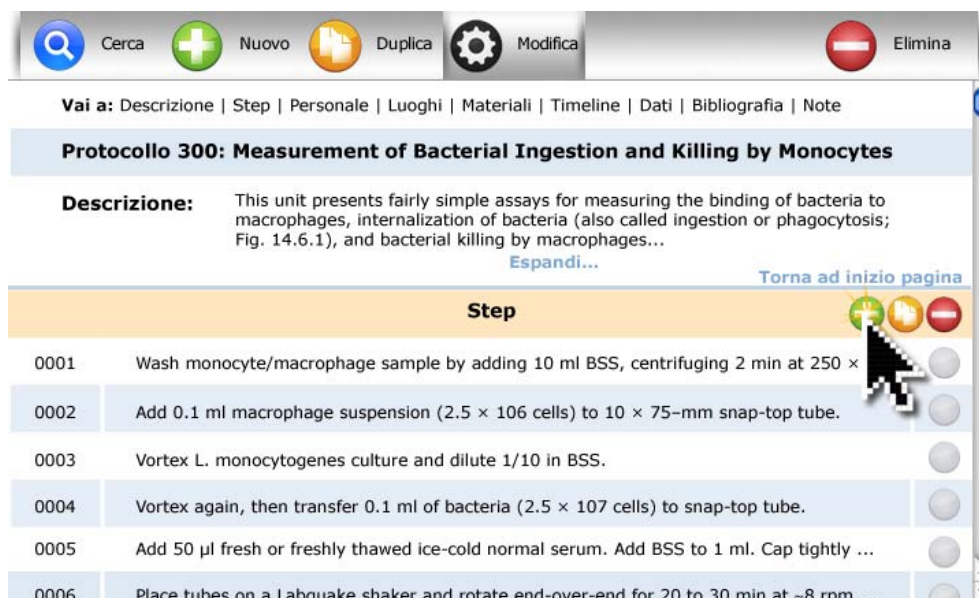 Cerca Nuovo Duplica Modifica Elimina
Vai a: Descrizione | Step | Personale | Luoghi | Materiali | Timeline | Dati | Bibliografia | Note
Protocollo 300: Measurement of Bacterial Ingestion and Killing by Monocytes
Descrizione: This unit presents fairly simple assays for measuring the binding of bacteria to
macrophages, internalization of bacteria (also called ingestion or phagocytosis;
Fig. 14.6.1), and bacterial killing by macrophages...
Espandi...
Torna ad inizio pagina
Step
0001 Wash monocyte/macrophage sample by adding 10 ml BSS, centrifuging 2 min at 250 ×
0002 Add 0.1 ml macrophage suspension (2.5 × 106 cells) to 10 × 75–mm snap-top tube.
0003 Vortex L. monocytogenes culture and dilute 1/10 in BSS.
0004 Vortex again, then transfer 0.1 ml of bacteria (2.5 × 107 cells) to snap-top tube.
0005 Add 50 µl fresh or freshly thawed ice-cold normal serum. Add BSS to 1 ml. Cap tightly ...
0006 Place tubes on a Labquake shaker and rotate end-over-end for 20 to 30 min at ~8 rpm ...